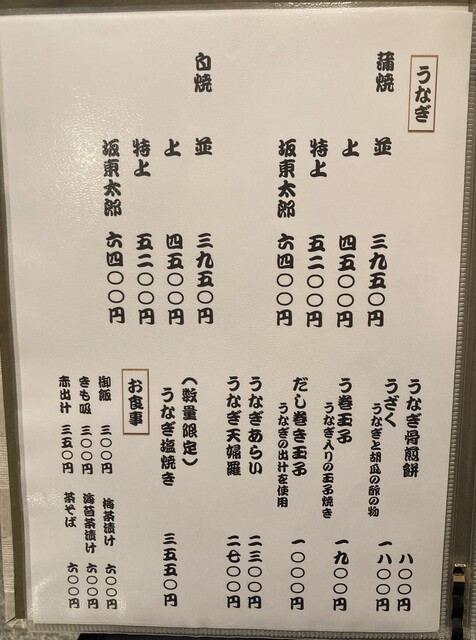 うなぎ
蒲焼 並 三九五〇円
上 四五〇〇円
特上 五二〇〇円
坂東太郎 六四〇〇円
白焼 並 三九五〇円
上 四五〇〇円
特上 五二〇〇円
坂東太郎 六四〇〇円
うなぎ骨煎餅 八〇〇円
うざく 一八〇〇円
うなぎと胡瓜の酢の物
う巻玉子 一九〇〇円
うなぎ入りの玉子焼き
だし巻き玉子 一〇〇〇円
うなぎの出汁を使用
うなぎあらい 二三〇〇円
うなぎ天婦羅 二七〇〇円
(数量限定)
うなぎ塩焼き 三五五〇円
お食事
御飯 三〇〇円
きも吸 三〇〇円
赤出汁 三五〇円
梅茶漬け 六〇〇円
海苔茶漬け 六〇〇円
茶そば 六〇〇円